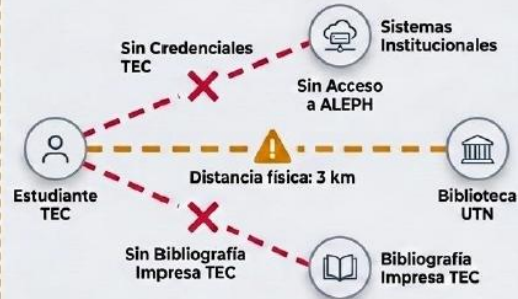 Sin Credenciales
TEC
Sistemas
Institucionales
Sin Acceso
a ALEPH
Estudiante
TEC
Distancia física: 3 km
Biblioteca
UTN
Sin Bibliografía
Impresa TEC
Bibliografía
Impresa TEC